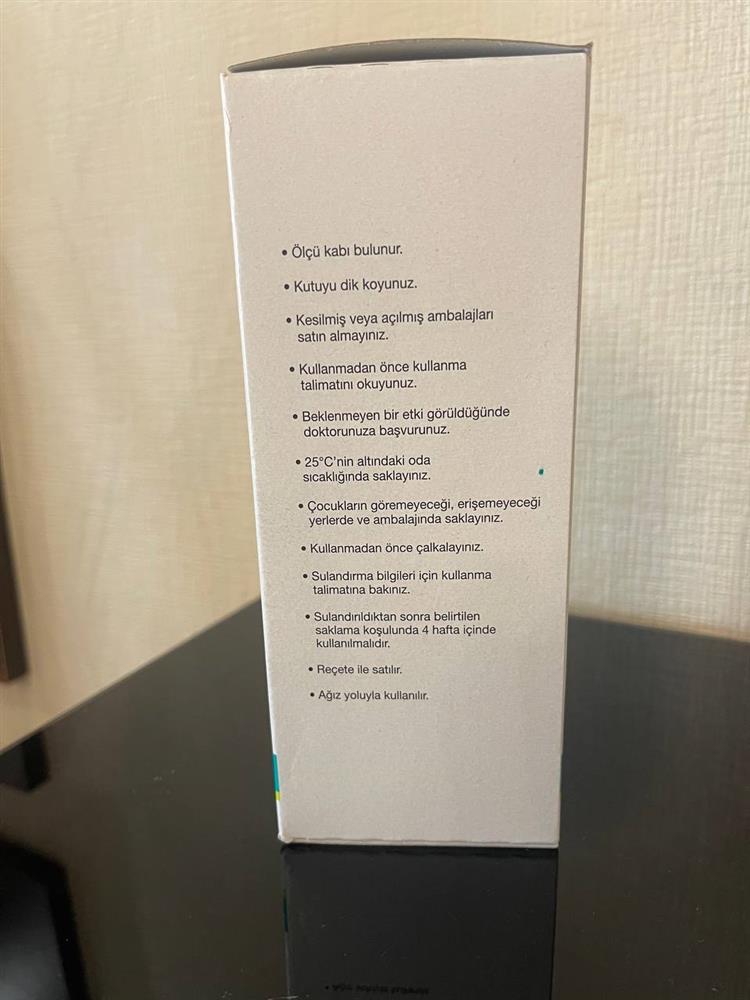 • Ölçü kabı bulunur.
• Kutuyu dik koyunuz.
• Kesilmiş veya açılmış ambalajları
satın almayınız.
• Kullanmadan önce kullanma
talimatını okuyunuz.
• Beklenmeyen bir etki görüldüğünde
doktorunuza başvurunuz.
• 25°C'nin altındaki oda
sıcaklığında saklayınız.
• Çocukların göremeyeceği, erişemeyeceği
yerlerde ve ambalajında saklayınız.
• Kullanmadan önce çalkalayınız.
• Sulandırma bilgileri için kullanma
talimatına bakınız.
• Sulandırıldıktan sonra belirtilen
saklama koşulunda 4 hafta içinde
kullanılmalıdır.
• Reçete ile satılır.
• Ağız yoluyla kullanılır.